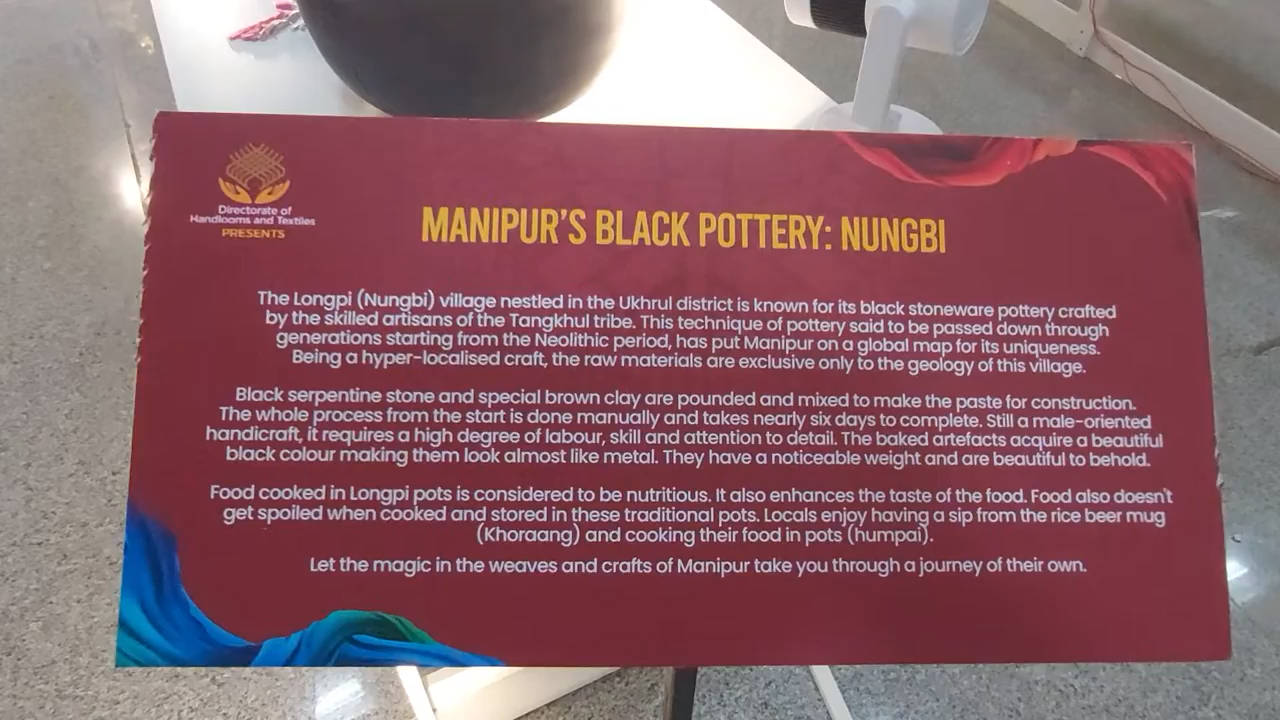 Directorate of
Handlooms and Textiles
PRESENTS
MANIPUR'S BLACK POTTERY: NUNGBI
The Longpi (Nungbi) village nestled in the Ukhrul district is known for its black stoneware pottery crafted
by the skilled artisans of the Tangkhul tribe. This technique of pottery said to be passed down through
generations starting from the Neolithic period, has put Manipur on a global map for its uniqueness.
Being a hyper-localised craft, the raw materials are exclusive only to the geology of this village.
Black serpentine stone and special brown clay are pounded and mixed to make the paste for construction.
The whole process from the start is done manually and takes nearly six days to complete. Still a male-oriented
handicraft, it requires a high degree of labour, skill and attention to detail. The baked artefacts acquire a beautiful
black colour making them look almost like metal. They have a noticeable weight and are beautiful to behold.
Food cooked in Longpi pots is considered to be nutritious. It also enhances the taste of the food. Food also doesn't
get spoiled when cooked and stored in these traditional pots. Locals enjoy having a sip from the rice beer mug
(Khoraang) and cooking their food in pots (humpai).
Let the magic in the weaves and crafts of Manipur take you through a journey of their own.